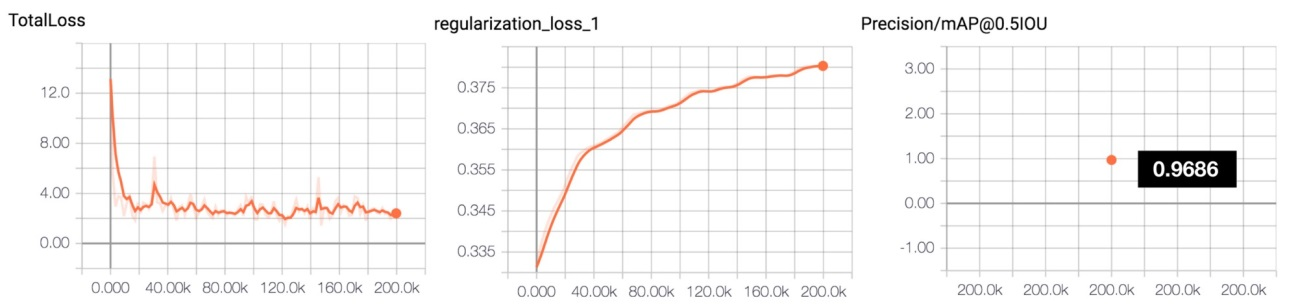 TotalLoss
12.0
8.00
4.00
0.00
0.000 40.00k 80.00k 120.0k 160.0k 200.0k
regularization_loss_1
0.375
0.365
0.355
0.345
0.335
0.000 40.00k 80.00k 120.0k 160.0k 200.0k
Precision/mAP@0.5IOU
3.00
2.00
1.00
0.9686
0.00
-1.00
200.0k 200.0k 200.0k 200.0k 200.0k